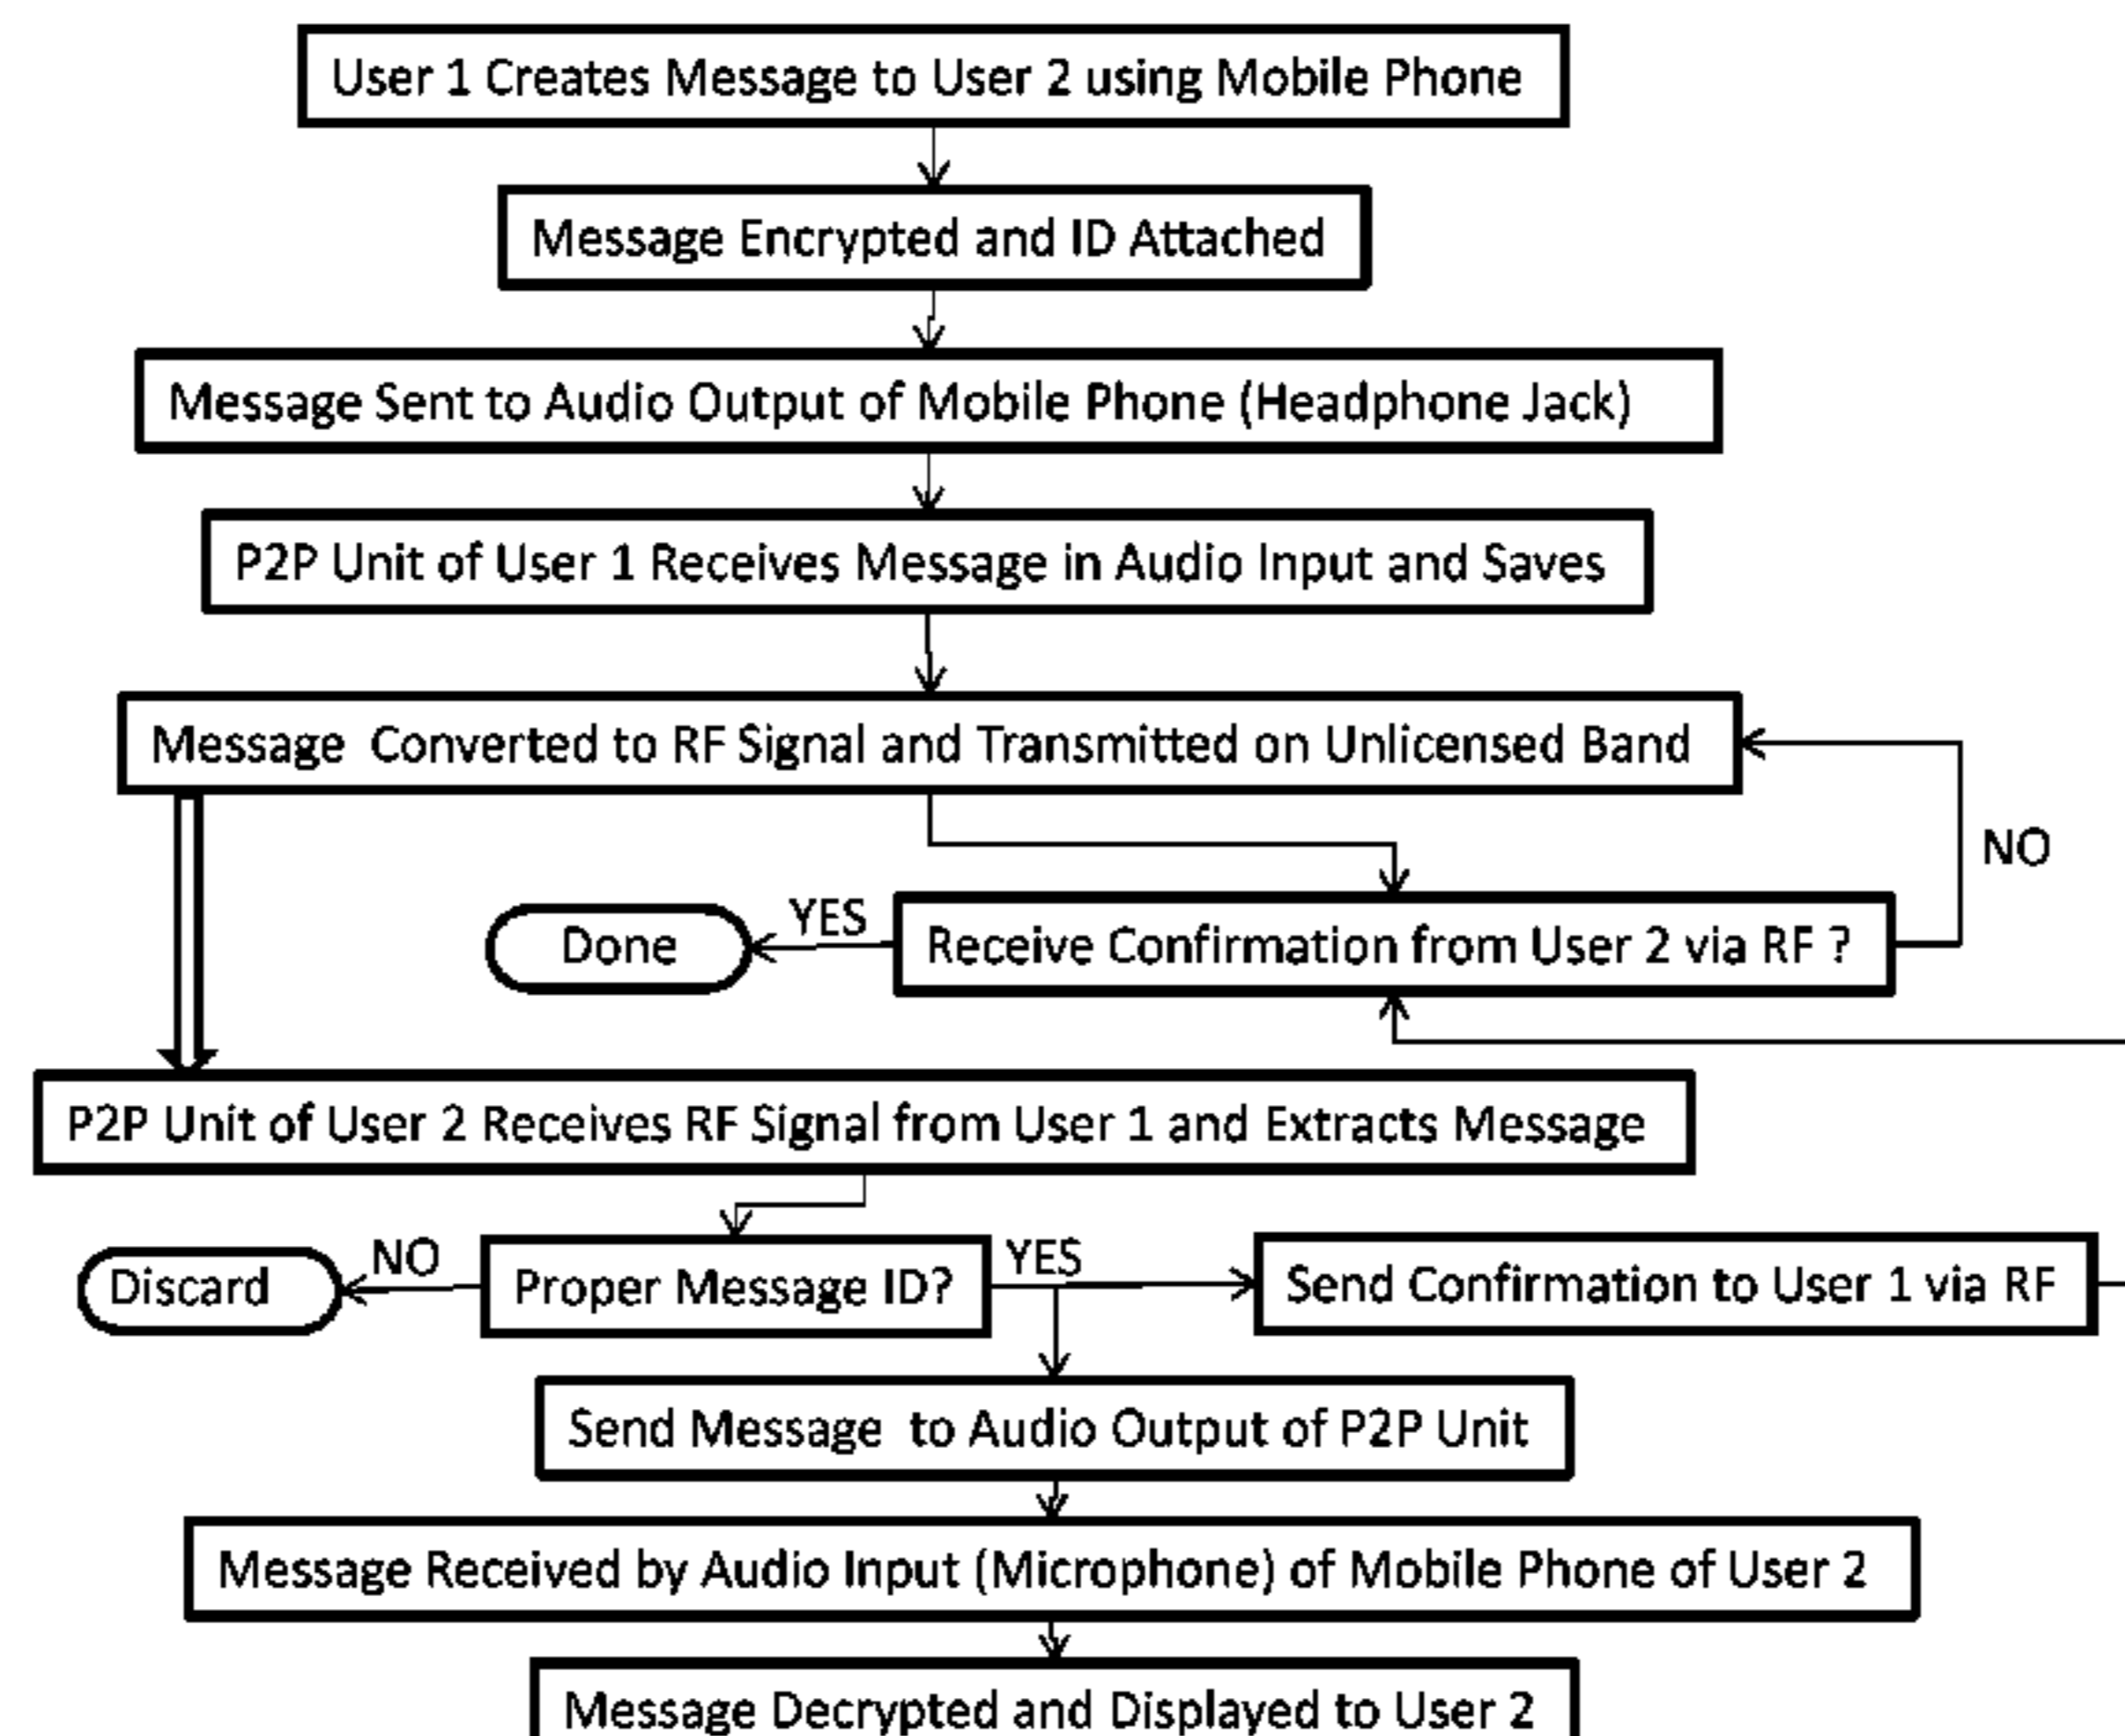 User 1 Creates Message to User 2 using Mobile Phone
Message Encrypted and ID Attached
Message Sent to Audio Output of Mobile Phone (Headphone Jack)
P2P Unit of User 1 Receives Message in Audio Input and Saves
Message Converted to RF Signal and Transmitted on Unlicensed Band
NO
Done
YES
Receive Confirmation from User 2 via RF ?
P2P Unit of User 2 Receives RF Signal from User 1 and Extracts Message
Discard
NO
Proper Message ID?
YES
Send Confirmation to User 1 via RF
Send Message to Audio Output of P2P Unit
Message Received by Audio Input (Microphone) of Mobile Phone of User 2
Message Decrypted and Displayed to User 2